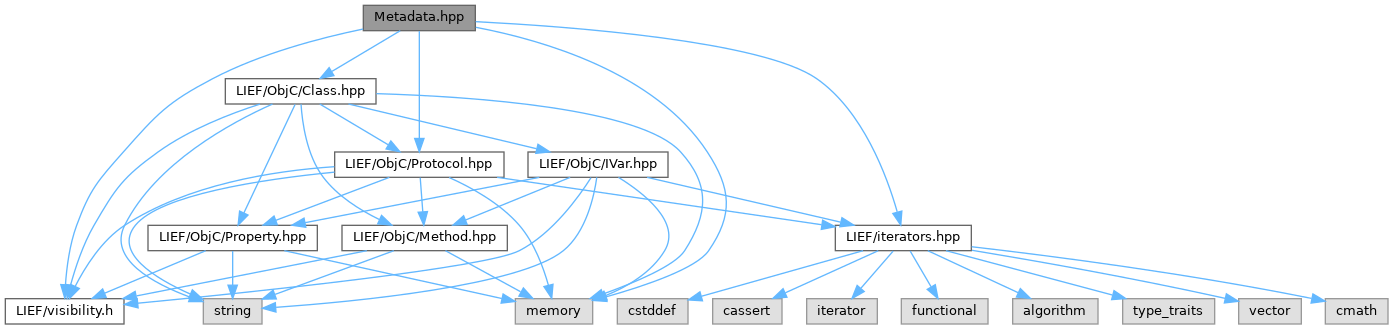 Metadata.hpp
LIEF/ObjC/Class.hpp
LIEF/ObjC/Protocol.hpp
LIEF/ObjC/IVar.hpp
LIEF/ObjC/Property.hpp
LIEF/ObjC/Method.hpp
LIEF/iterators.hpp
LIEF/visibility.h
string
memory
cstddef
cassert
iterator
functional
algorithm
type_traits
vector
cmath